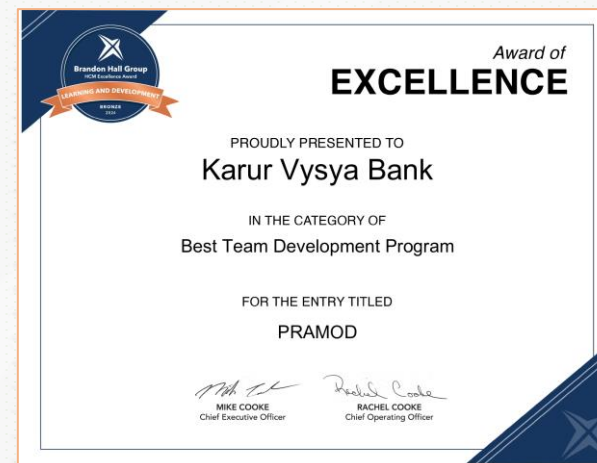 Brandon Hall Group
HCM Excellence Award
LEARNING AND DEVELOPMENT
BRONZE
2024
Award of
EXCELLENCE
PROUDLY PRESENTED TO
Karur Vysya Bank
IN THE CATEGORY OF
Best Team Development Program
FOR THE ENTRY TITLED
PRAMOD
MIKE COOKE
Chief Executive Officer
Rachel Cooke
RACHEL COOKE
Chief Operating Officer